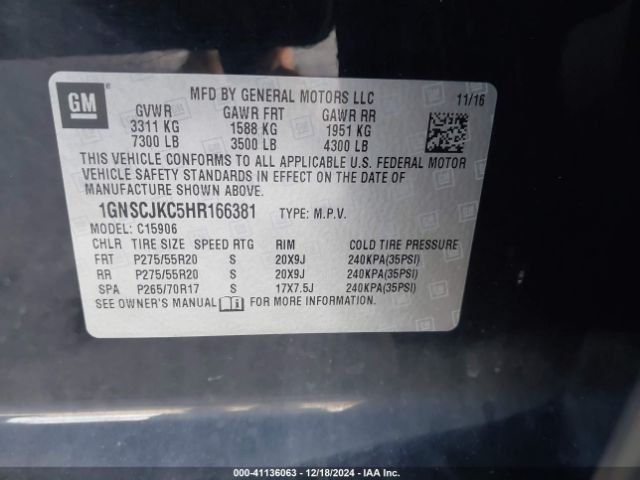 GM
MFD BY GENERAL MOTORS LLC 11/16
GVWR GAWR FRT GAWR RR
3311 KG 1588 KG 1951 KG
7300 LB 3500 LB 4300 LB
THIS VEHICLE CONFORMS TO ALL APPLICABLE U.S. FEDERAL MOTOR
VEHICLE SAFETY STANDARDS IN EFFECT ON THE DATE OF
MANUFACTURE SHOWN ABOVE.
1GNSCJKC5HR166381 TYPE: M.P.V.
MODEL: C15906
CHLR TIRE SIZE SPEED RTG RIM COLD TIRE PRESSURE
FRT P275/55R20 S 20X9J 240KPA(35PSI)
RR P275/55R20 S 20X9J 240KPA(35PSI)
SPA P265/70R17 S 17X7.5J 240KPA(35PSI)
SEE OWNER'S MANUAL FOR MORE INFORMATION.
000-41136063 - 12/18/2024 - IAA Inc.